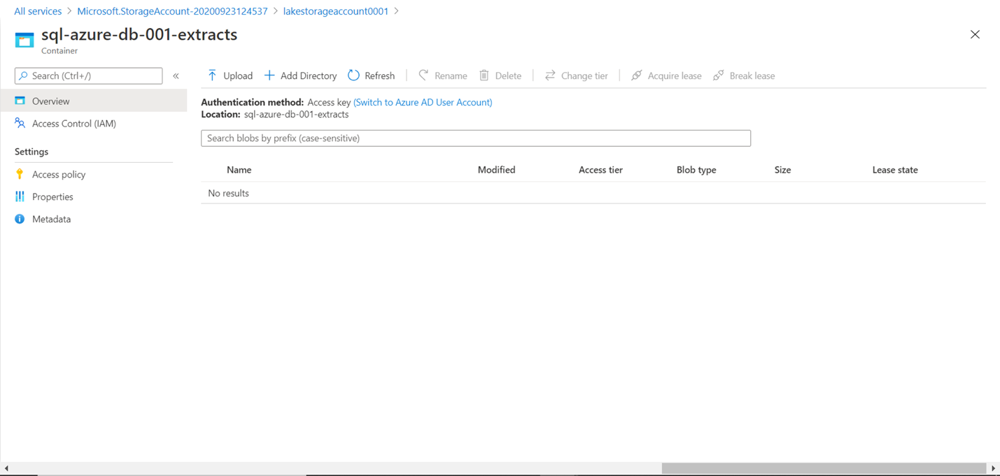 All services > Microsoft.StorageAccount-20200923124537 > lakestorageaccount0001 >
sql-azure-db-001-extracts
Container
Search (Ctrl+/)
«
Upload Add Directory Refresh Rename Delete Change tier Acquire lease Break lease
Overview
Access Control (IAM)
Settings
Access policy
Properties
Metadata
Authentication method: Access key (Switch to Azure AD User Account)
Location: sql-azure-db-001-extracts
Search blobs by prefix (case-sensitive)
Name Modified Access tier Blob type Size Lease state
No results